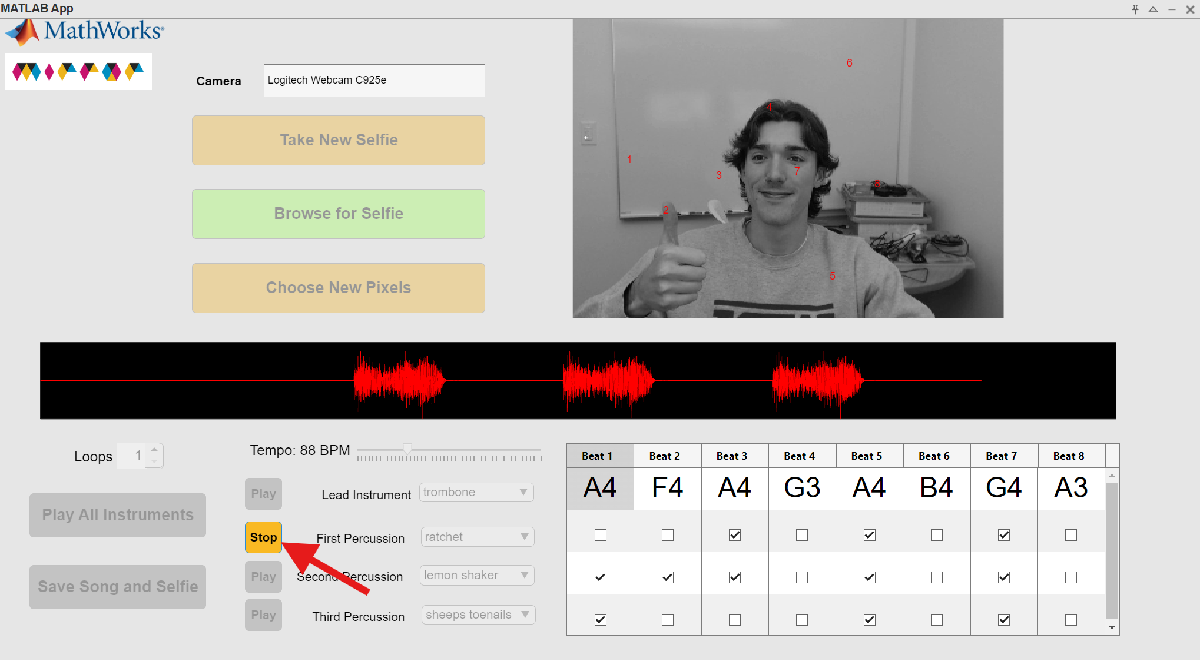 MATLAB App
MathWorks®
Camera
Logitech Webcam C925e
Take New Selfie
Browse for Selfie
Choose New Pixels
6
4
1
3
7
2
5
Loops
1
Tempo: 88 BPM
Play
Lead Instrument
trombone
Stop
First Percussion
ratchet
Play
Second Percussion
lemon shaker
Play
Third Percussion
sheeps toenails
Play All Instruments
Save Song and Selfie
Beat 1 Beat 2 Beat 3 Beat 4 Beat 5 Beat 6 Beat 7 Beat 8
A4 F4 A4 G3 A4 B4 G4 A3